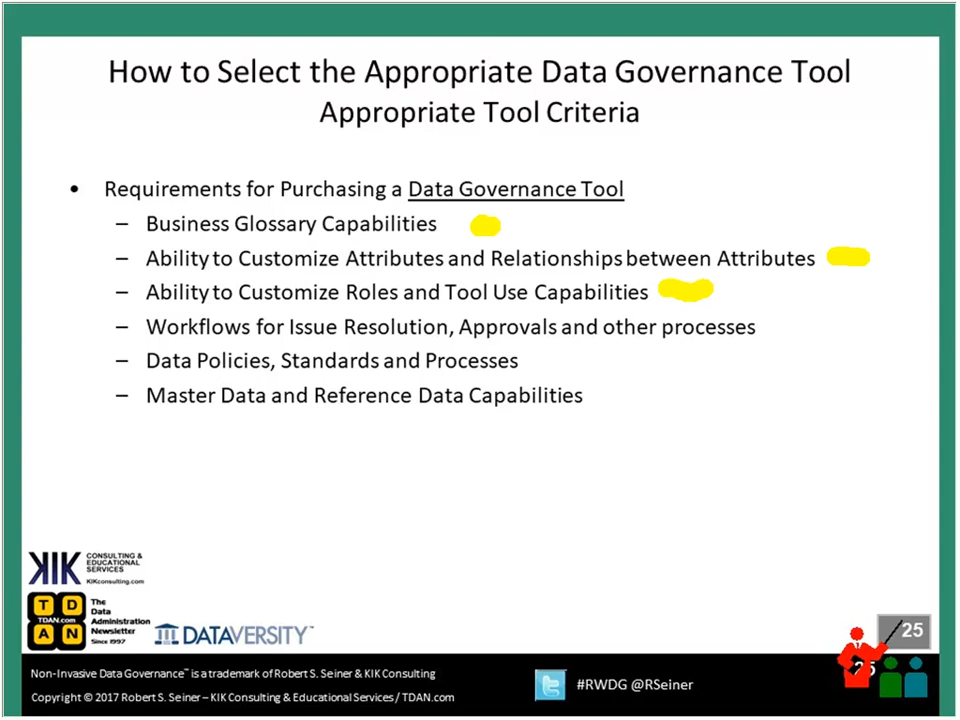 How to Select the Appropriate Data Governance Tool
Appropriate Tool Criteria
• Requirements for Purchasing a Data Governance Tool
– Business Glossary Capabilities
– Ability to Customize Attributes and Relationships between Attributes
– Ability to Customize Roles and Tool Use Capabilities
– Workflows for Issue Resolution, Approvals and other processes
– Data Policies, Standards and Processes
– Master Data and Reference Data Capabilities
KIK
CONSULTING &
EDUCATIONAL
SERVICES
KIKconsulting.com
T D
TDAN.com
A N
The
Data
Administration
Newsletter
Since 1997
DATAVERSITY™
25
25
Non-Invasive Data Governance™ is a trademark of Robert S. Seiner & KIK Consulting
Copyright © 2017 Robert S. Seiner – KIK Consulting & Educational Services / TDAN.com
#RWDG @RSeiner